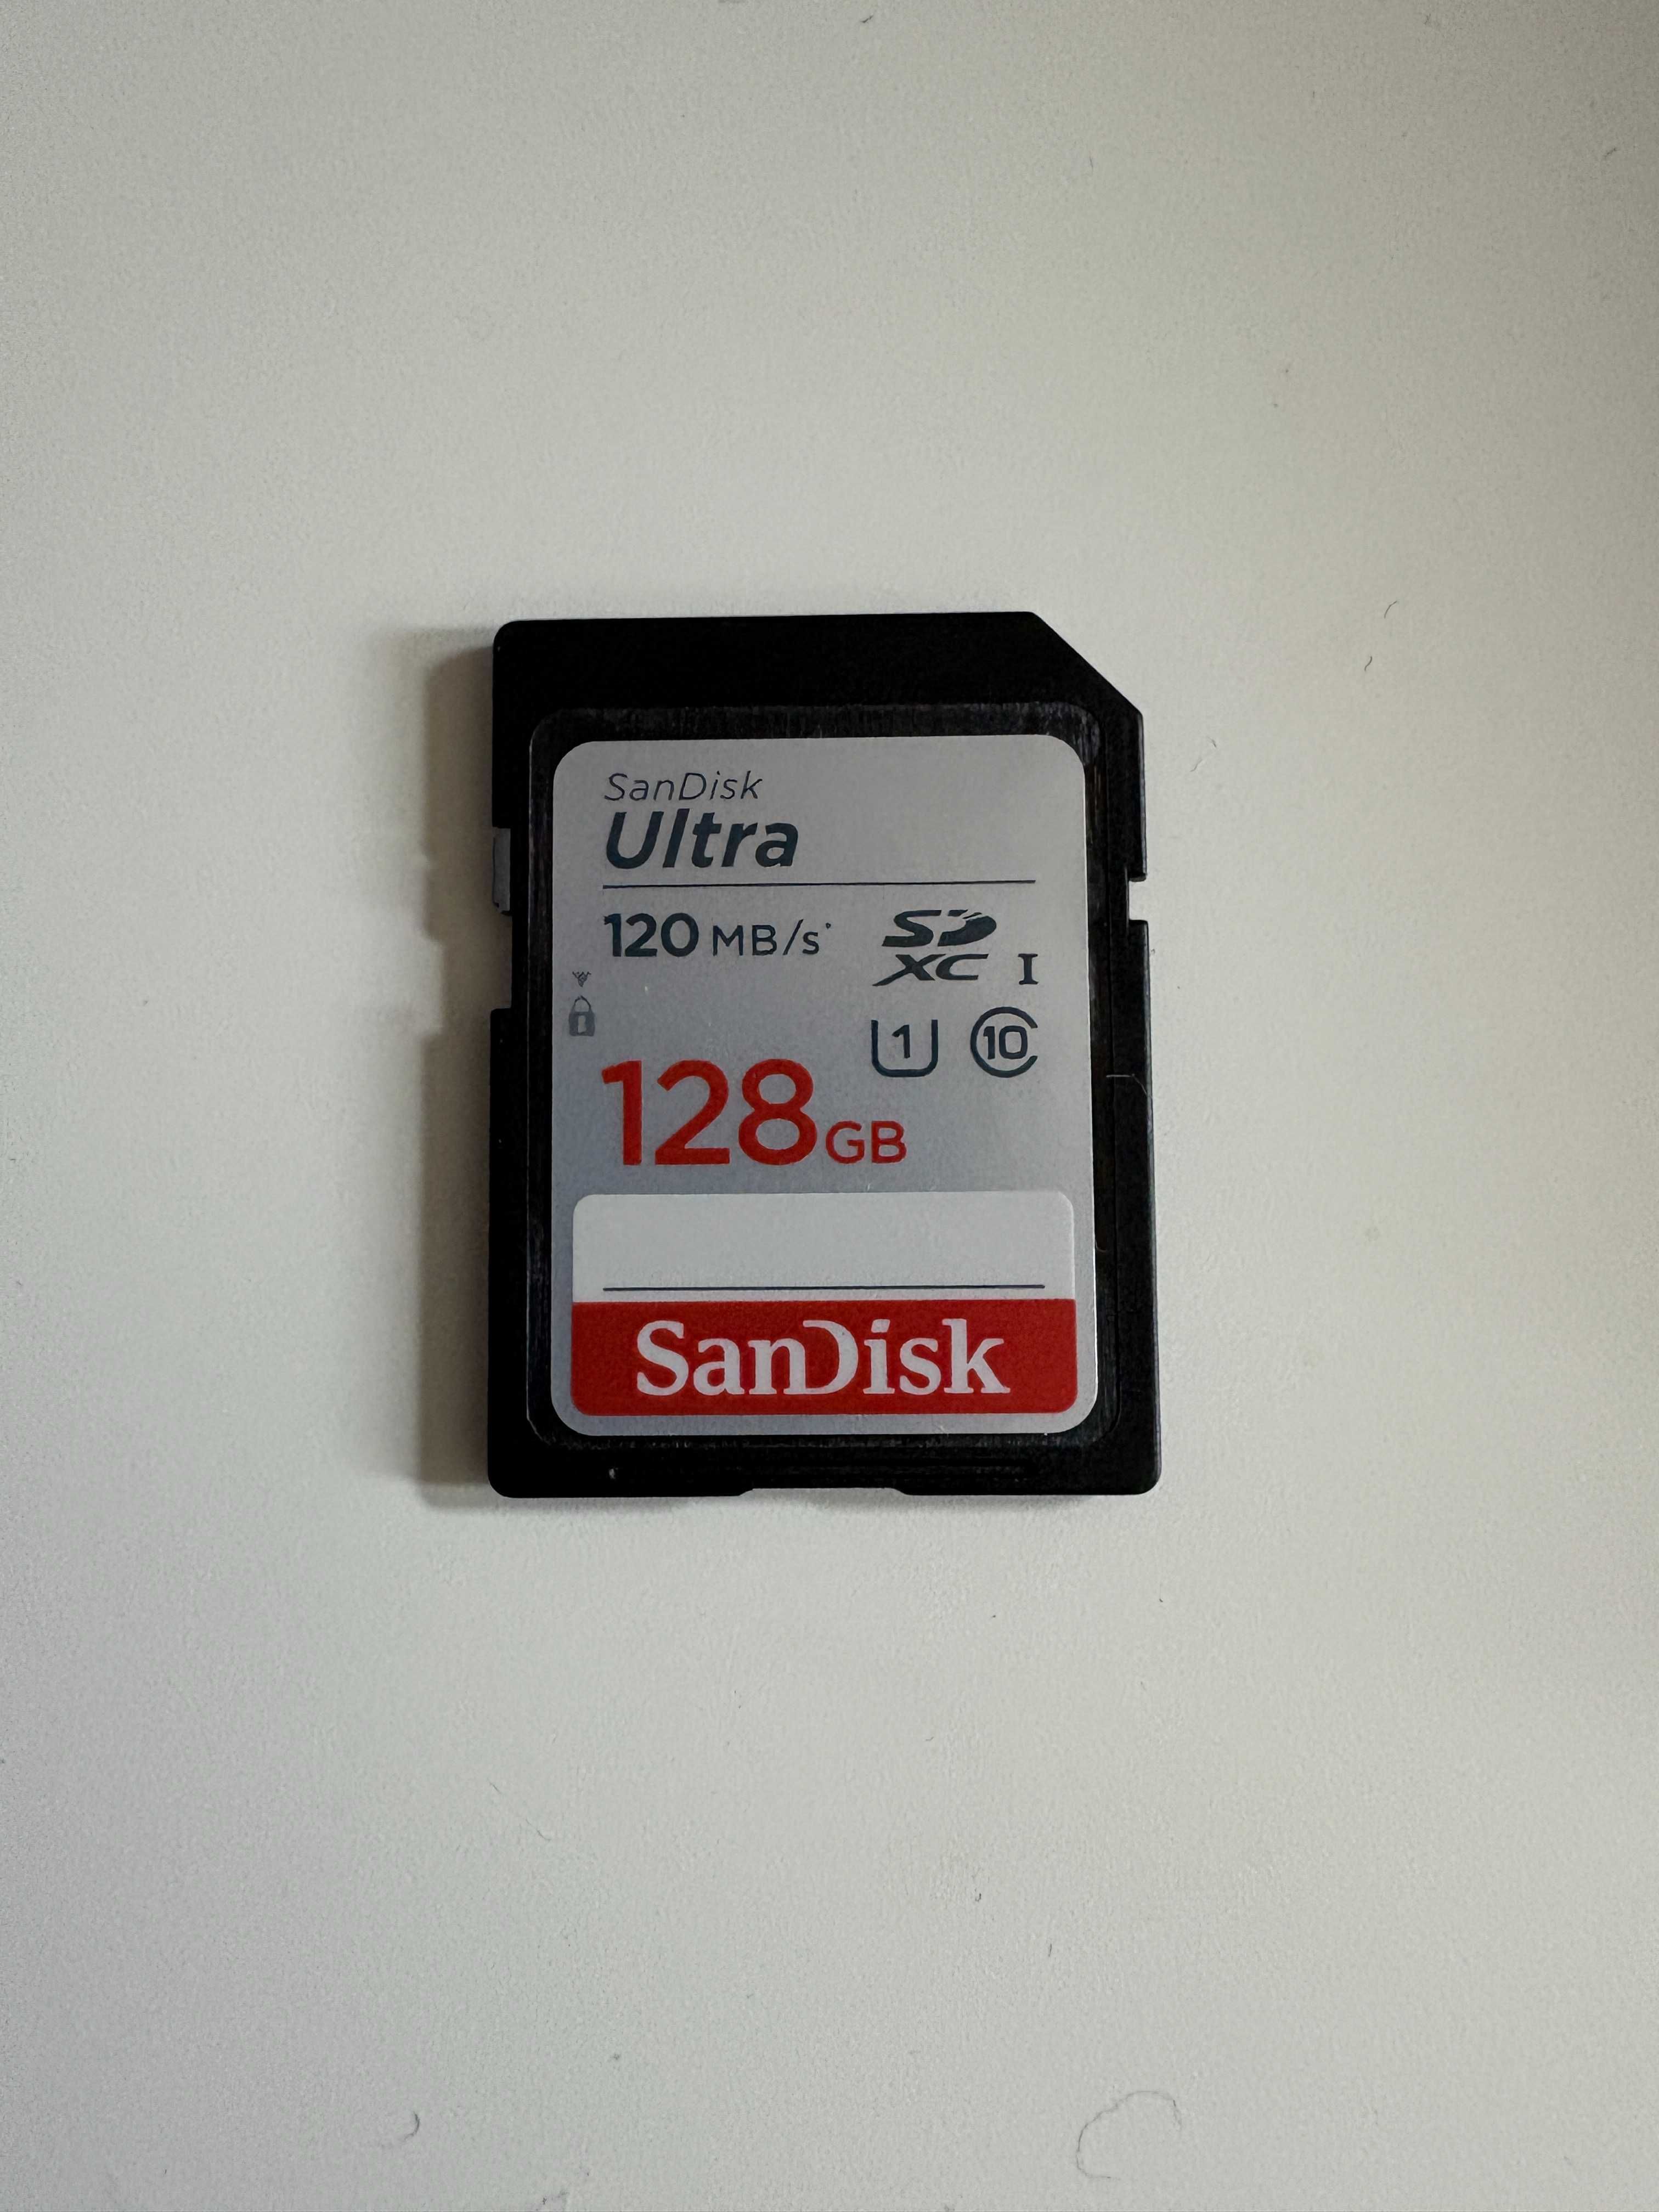 SanDisk
Ultra
120 MB/s*
SD
XC I
1 10
128GB
SanDisk